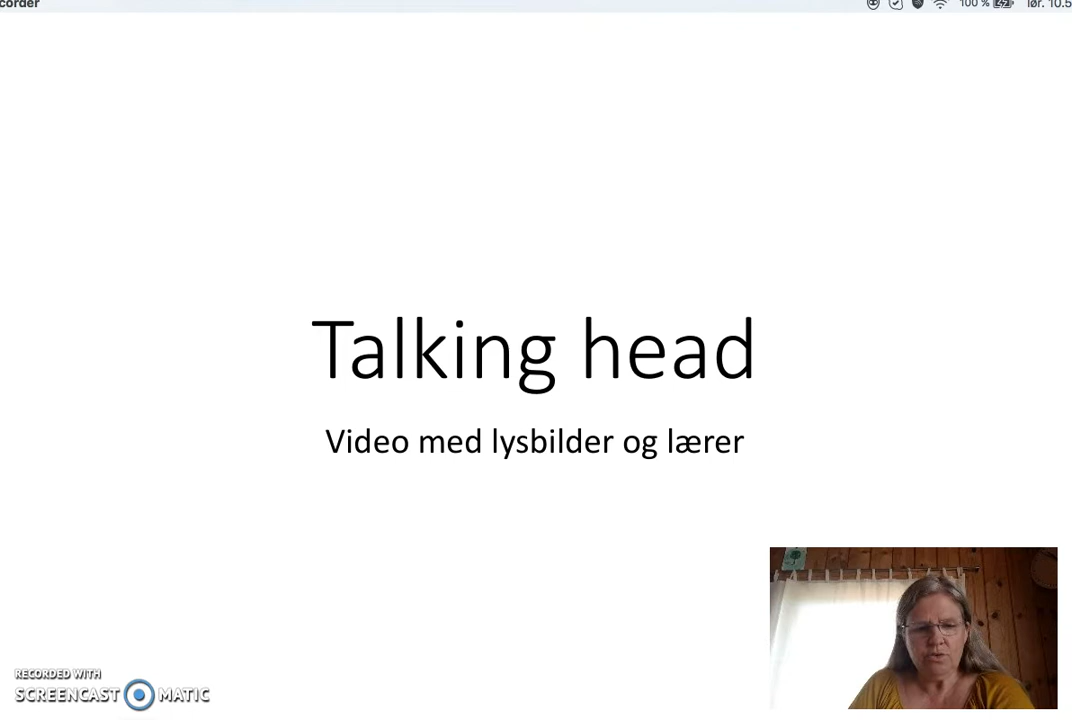 corder
100 %
lør. 10.5
Talking head
Video med lysbilder og lærer
RECORDED WITH
SCREENCAST MATIC